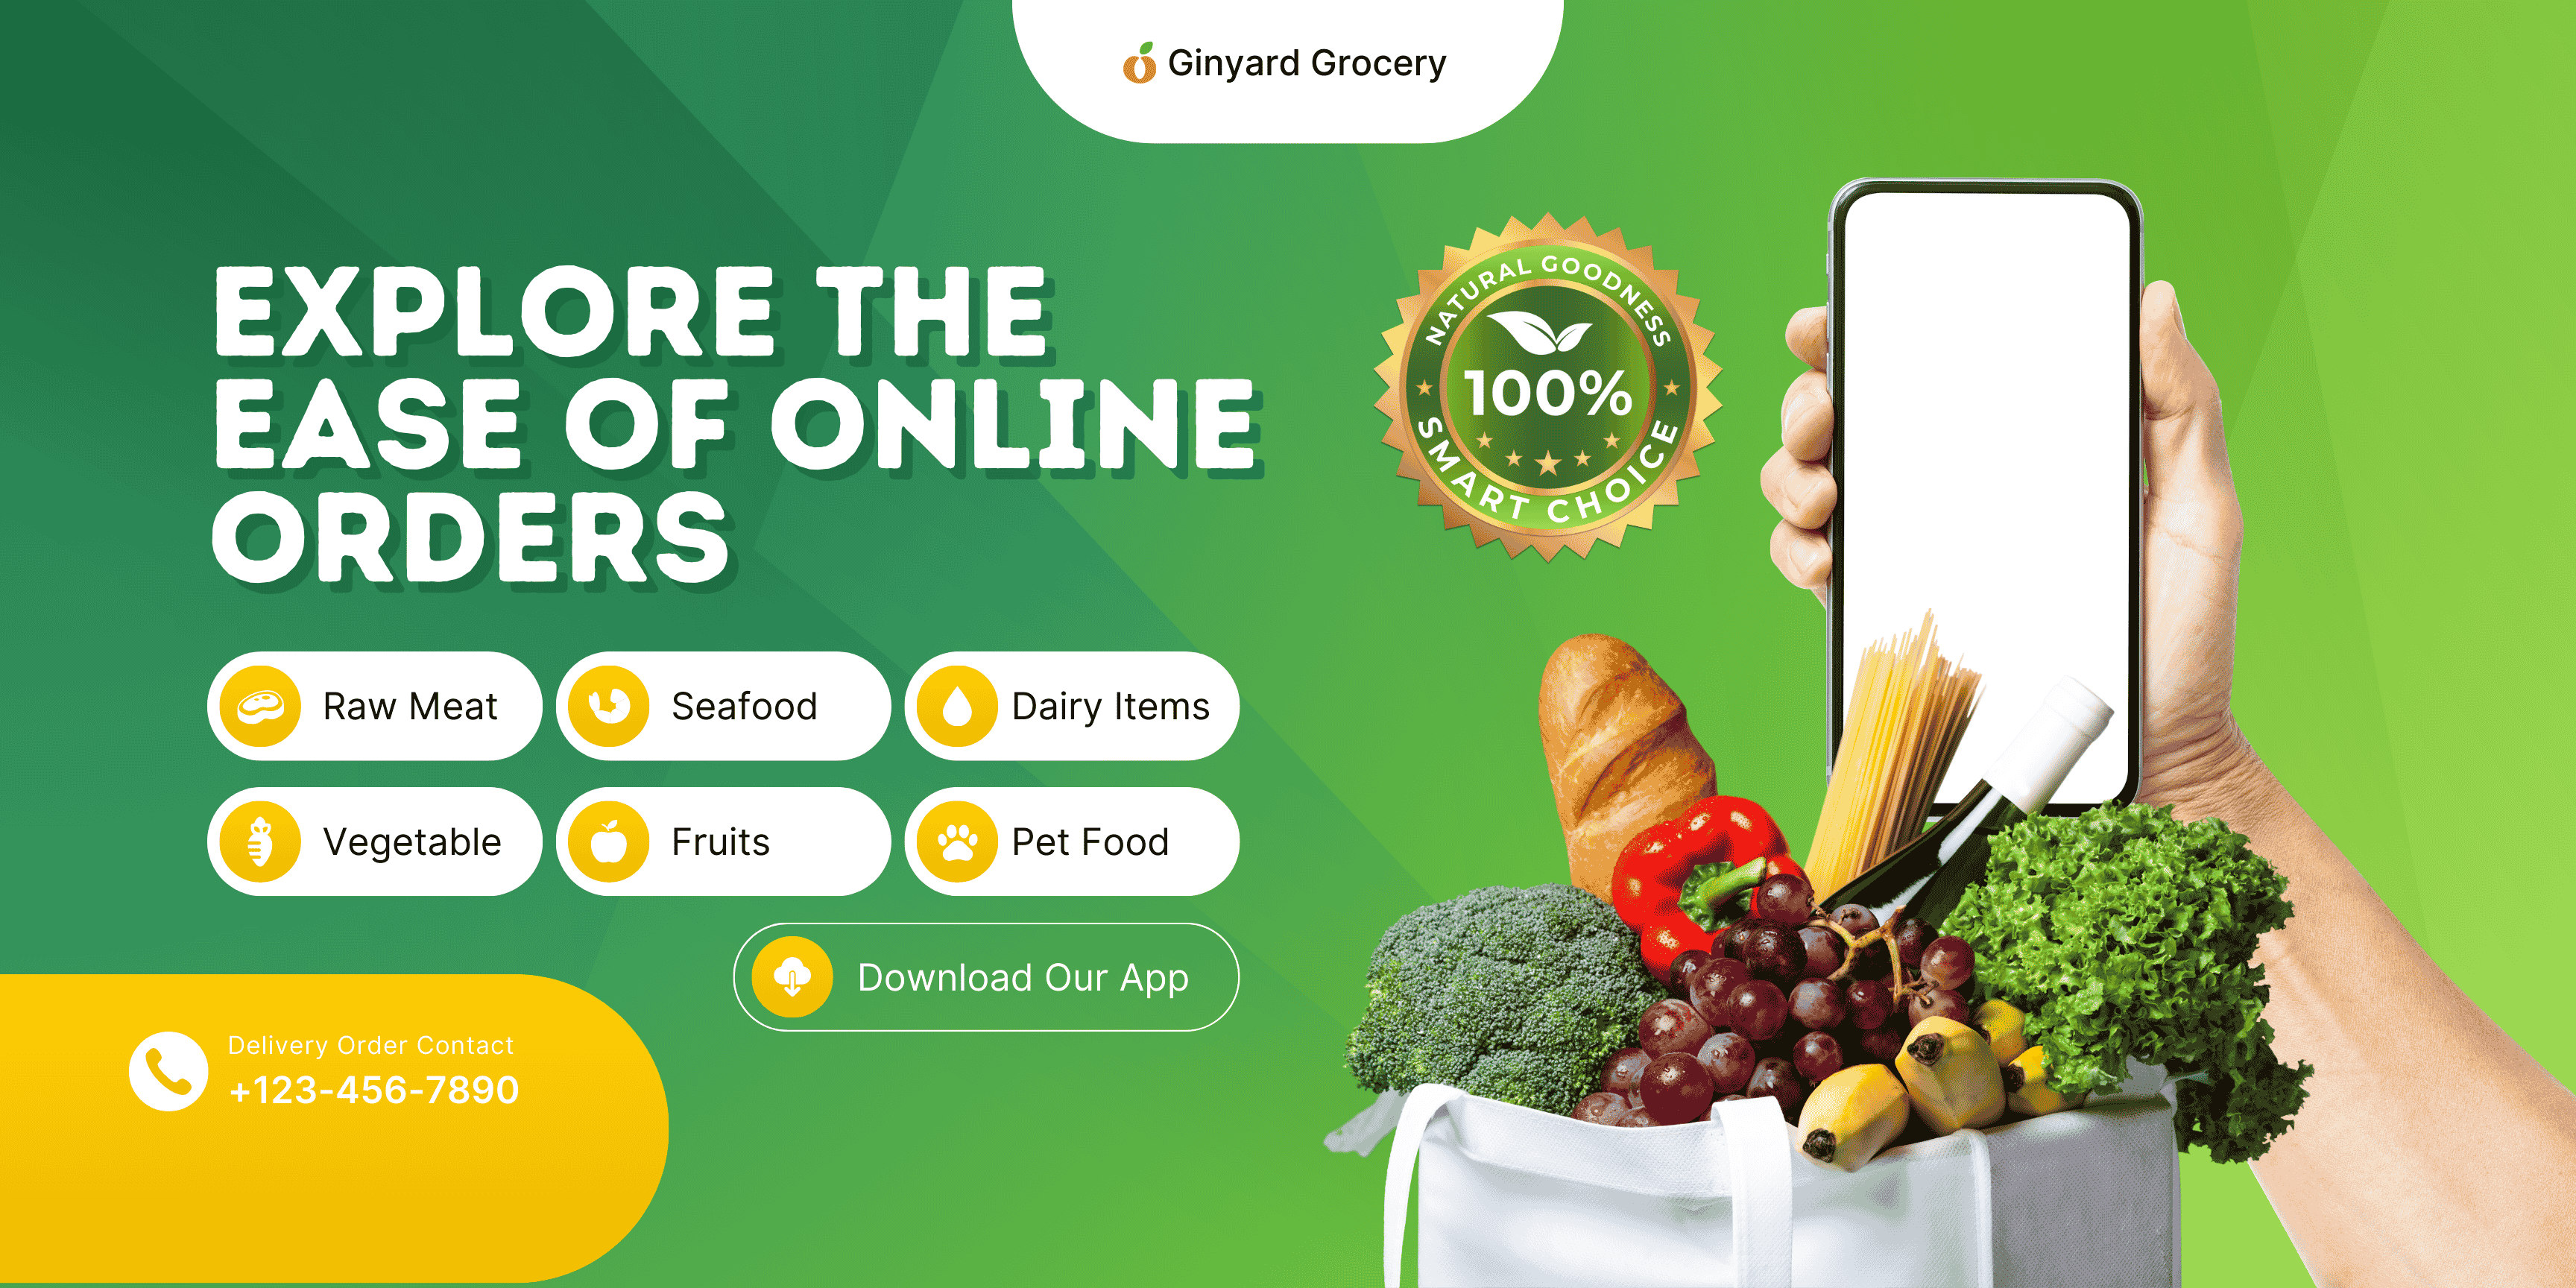 Ginyard Grocery
EXPLORE THE
EASE OF ONLINE
ORDERS
NATURAL GOODNESS
100%
SMART CHOICE
Raw Meat
Seafood
Dairy Items
Vegetable
Fruits
Pet Food
Download Our App
Delivery Order Contact
+123-456-7890